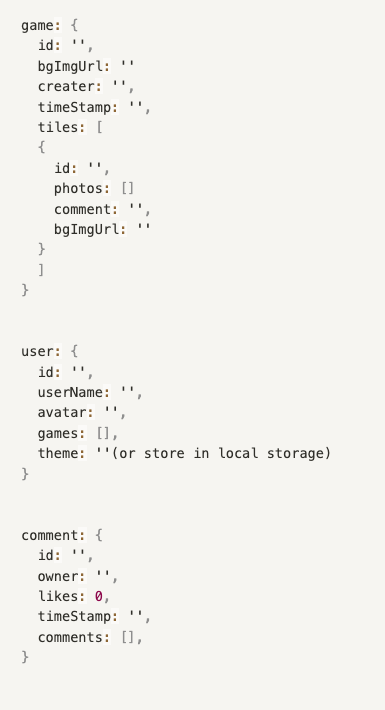 game: {
  id: '',
  bgImgUrl: ''
  creater: '',
  timeStamp: '',
  tiles: [
  {
    id: '',
    photos: []
    comment: '',
    bgImgUrl: ''
  }
  ]
}
user: {
  id: '',
  userName: '',
  avatar: '',
  games: [],
  theme: ''(or store in local storage)
}
comment: {
  id: '',
  owner: '',
  likes: 0,
  timeStamp: '',
  comments: [],
}